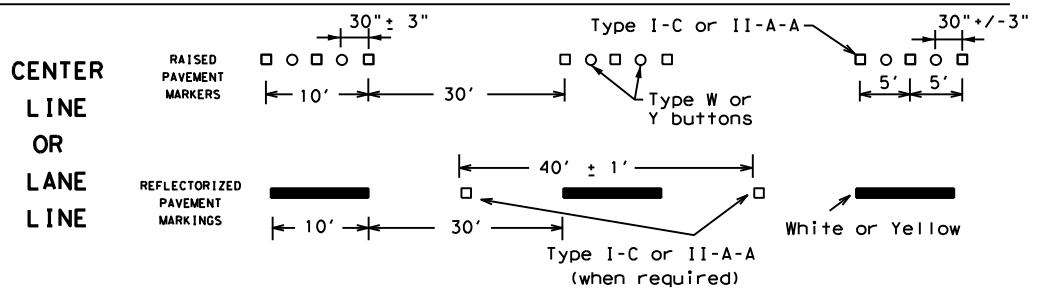 CENTER
LINE
OR
LANE
LINE
RAISED
PAVEMENT
MARKERS
30"± 3"
Type I-C or II-A-A
30"+/-3"
10'
30'
5'
5'
Type W or
Y buttons
REFLECTORIZED
PAVEMENT
MARKINGS
40' ± 1'
10'
30'
White or Yellow
Type I-C or II-A-A
(when required)